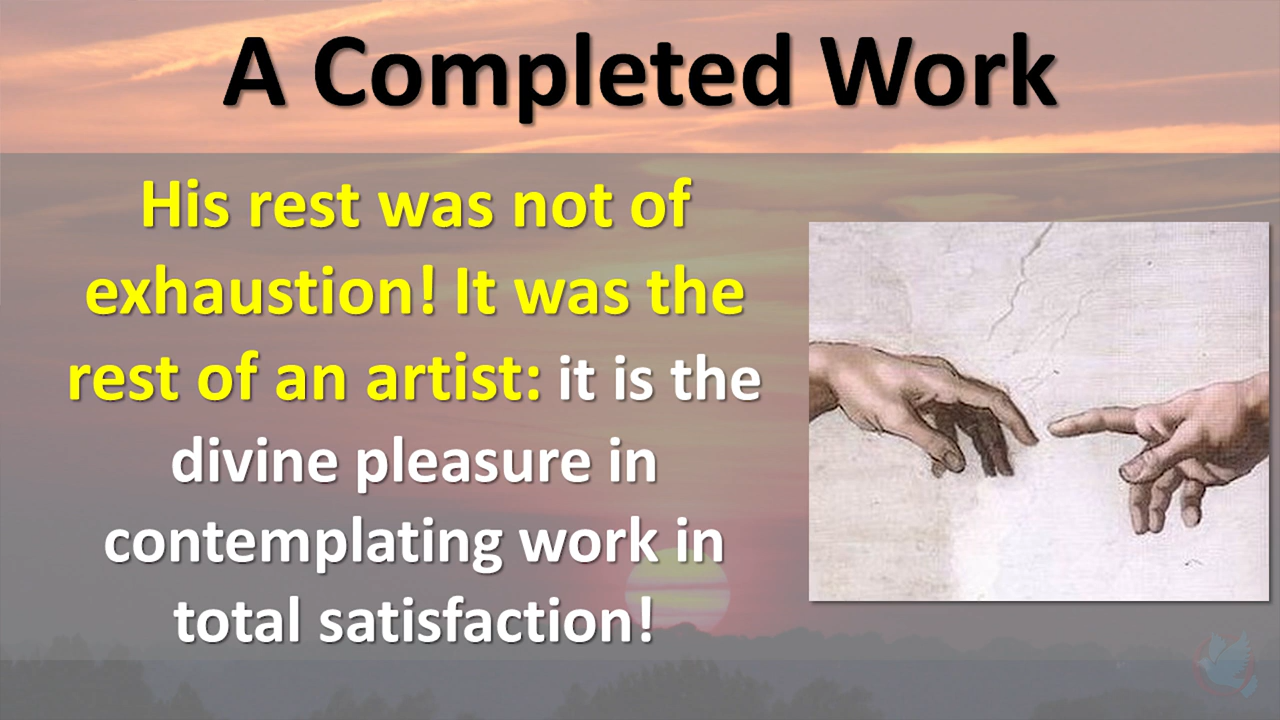 A Completed Work
His rest was not of
exhaustion! It was the
rest of an artist: it is the
divine pleasure in
contemplating work in
total satisfaction!